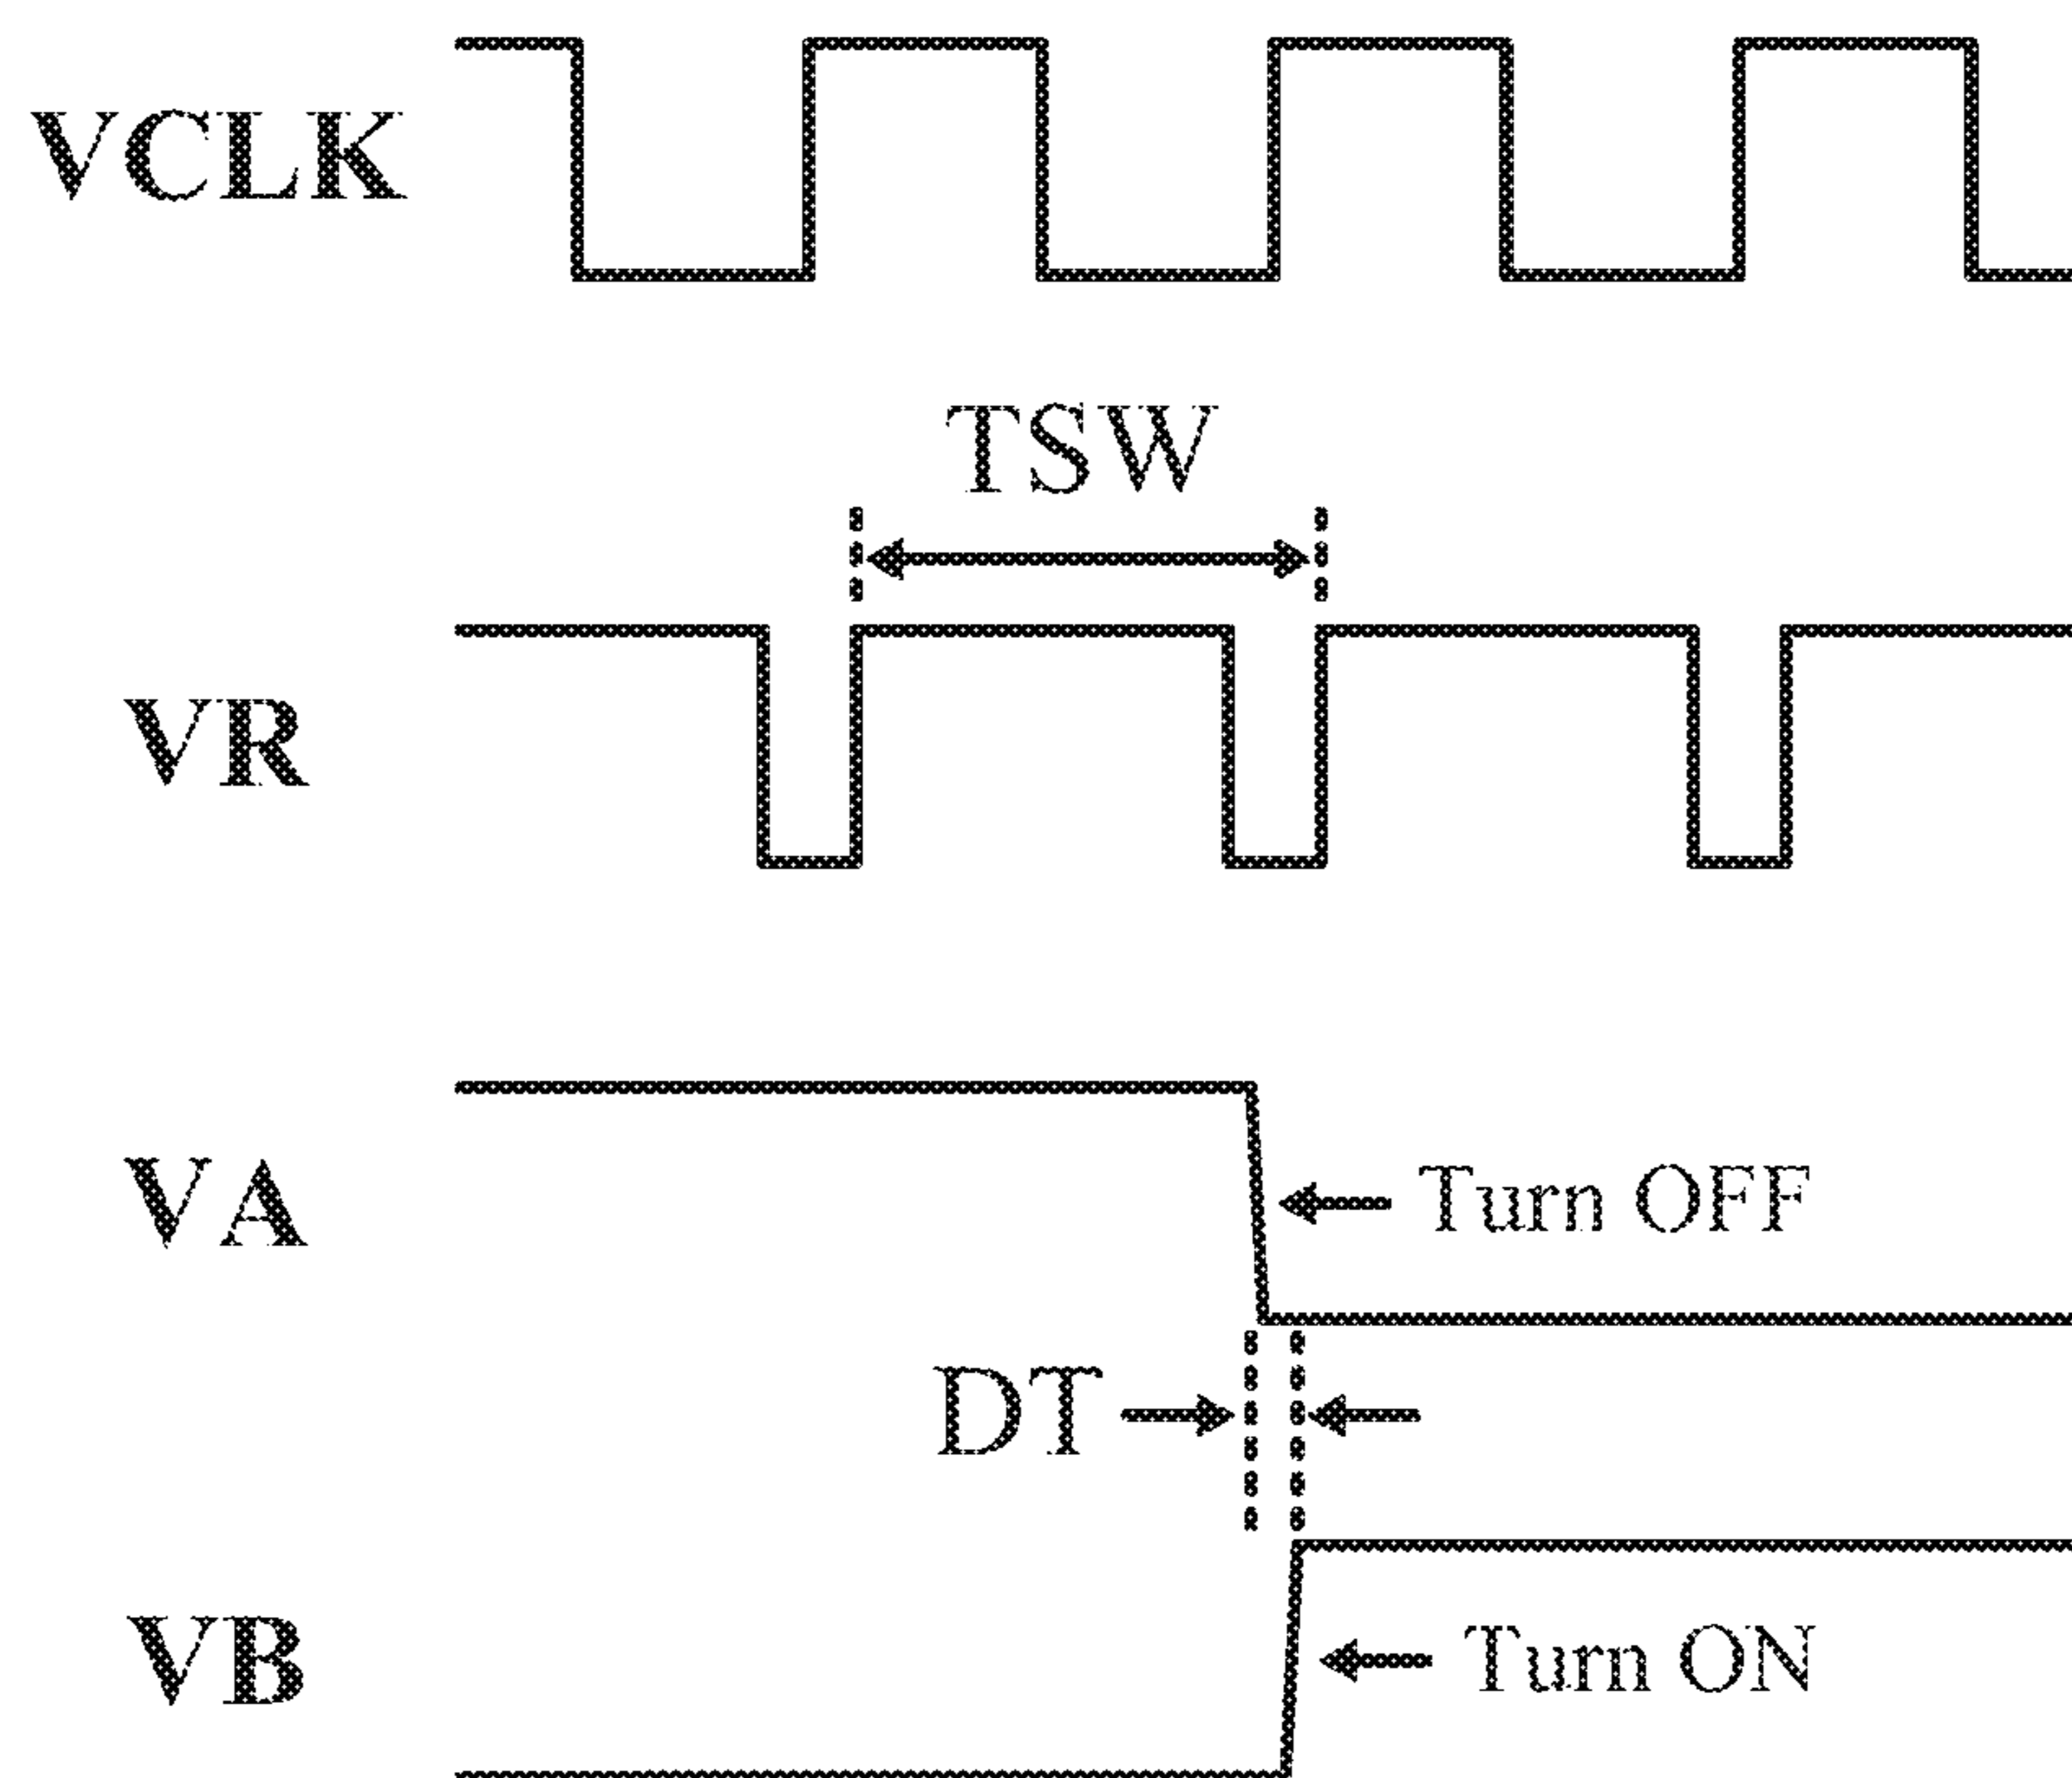 VCLK
TSW
VR
VA
Turn OFF
DT
VB
Turn ON